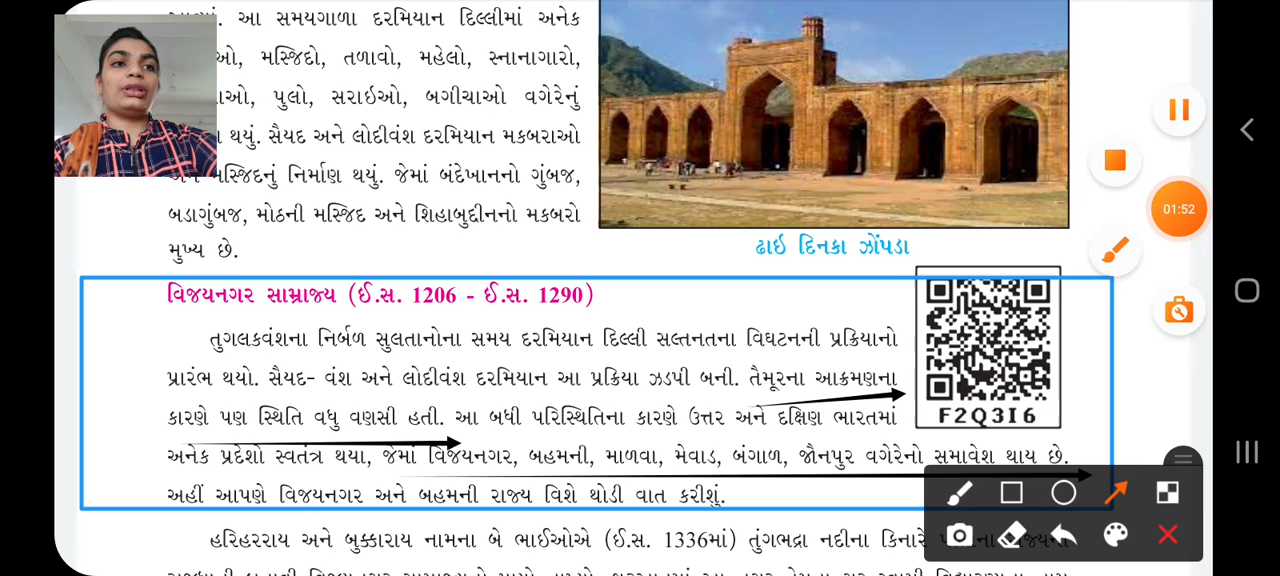 આ સમયગાળા દરમિયાન દિલ્લીમાં અનેક
મસ્જિદો, તળાવો, મહેલો, સ્નાનાગારો,
પુલો, સરાઇઓ, બગીચાઓ વગેરેનું
થયું. સૈયદ અને લોદીવંશ દરમિયાન મકબરાઓ
મસ્જિદનું નિર્માણ થયું. જેમાં બંદેખાનનો ગુંબજ,
બડાગુંબજ, મોઠની મસ્જિદ અને શિહાબુદ્દીનનો મકબરો
મુખ્ય છે.
ઢાઇ દિનકા ઝોંપડા
01:52
વિજયનગર સામ્રાજ્ય (ઈ.સ. 1206 - ઈ.સ. 1290)
તુગલકવંશના નિર્બળ સુલતાનોના સમય દરમિયાન દિલ્લી સલ્તનતના વિઘટનની પ્રક્રિયાનો
પ્રારંભ થયો. સૈયદ- વંશ અને લોદીવંશ દરમિયાન આ પ્રક્રિયા ઝડપી બની. તૈમૂરના આક્રમણના
કારણે પણ સ્થિતિ વધુ વણસી હતી. આ બધી પરિસ્થિતિના કારણે ઉત્તર અને દક્ષિણ ભારતમાં
F2Q3I6
અનેક પ્રદેશો સ્વતંત્ર થયા, જેમાં વિજયનગર, બહમની, માળવા, મેવાડ, બંગાળ, જૌનપુર વગેરેનો સમાવેશ થાય છે.
અહીં આપણે વિજયનગર અને બહમની રાજ્ય વિશે થોડી વાત કરીશું.
હરિહરરાય અને બુક્કારાય નામના બે ભાઈઓએ (ઈ.સ. 1336માં) તુંગભદ્રા નદીના કિનારે